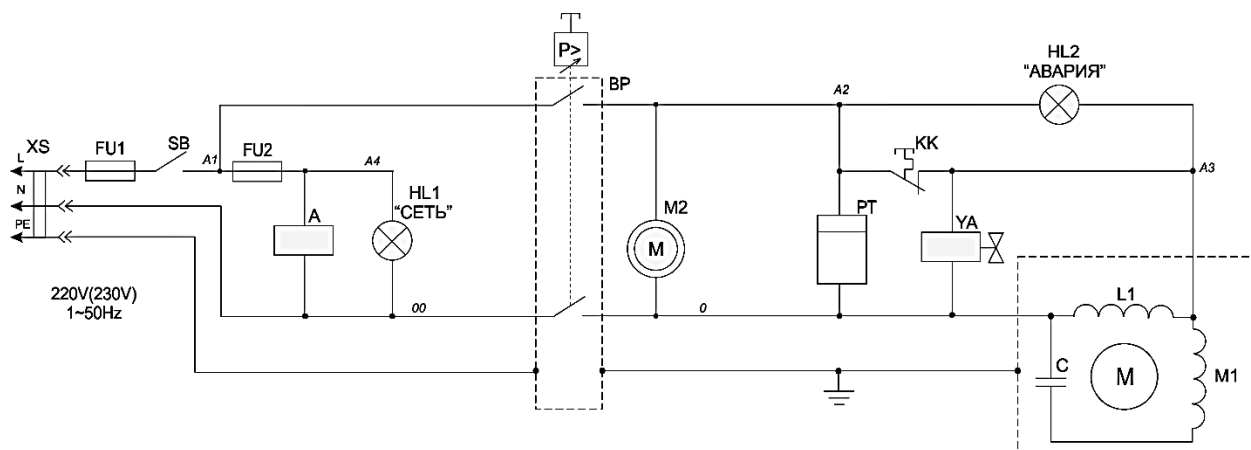 P>
BP
HL2
"АВАРИЯ"
A2
XS
L
FU1
SB
A1
FU2
A4
KK
A3
N
HL1
"СЕТЬ"
A
M2
M
PT
YA
PE
220V(230V)
1~50Hz
00
0
L1
C
M
M1